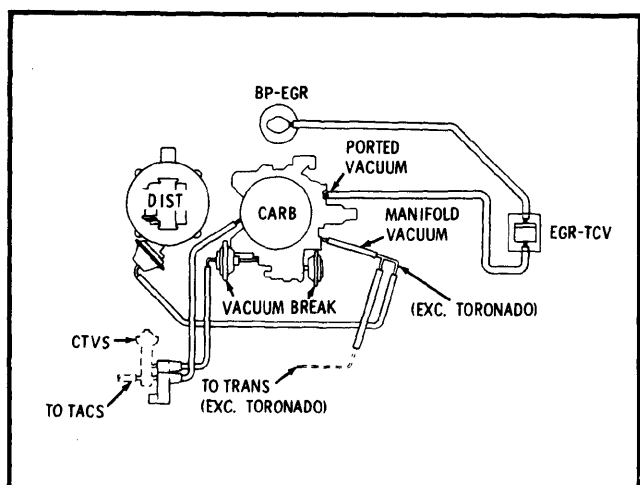 BP-EGR
PORTED
VACUUM
DIST
CARB
MANIFOLD
VACUUM
EGR-TCV
VACUUM BREAK
(EXC. TORONADO)
CTVS
TO TRANS
(EXC. TORONADO)
TO TACS